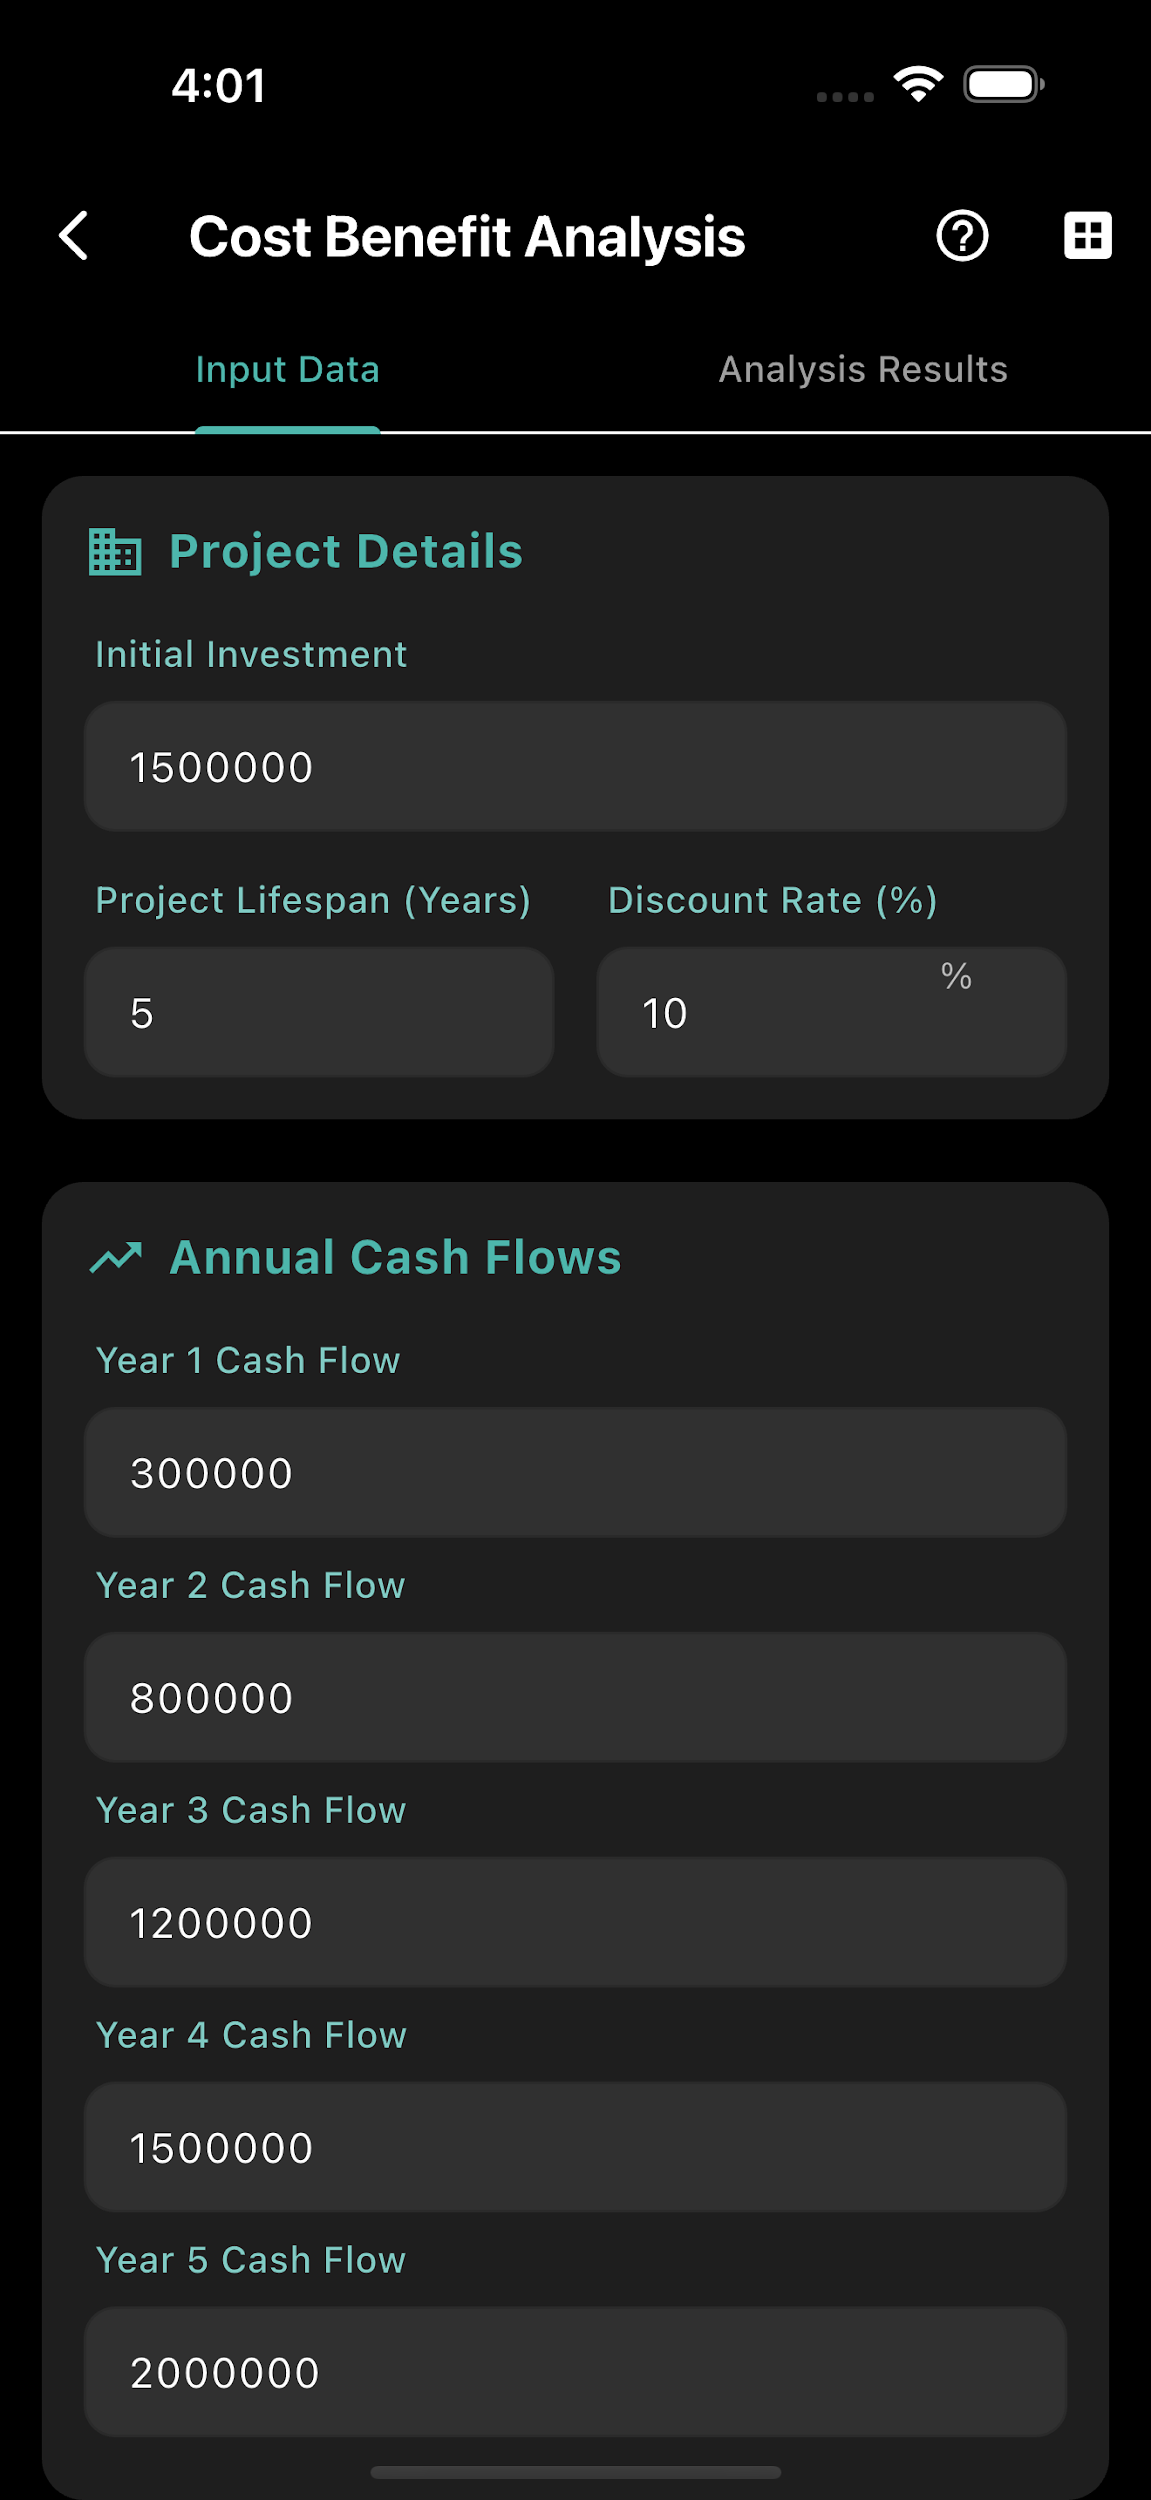 4:01
Cost Benefit Analysis
Input Data Analysis Results
Project Details
Initial Investment
1500000
Project Lifespan (Years) Discount Rate (%)
5 10 %
Annual Cash Flows
Year 1 Cash Flow
300000
Year 2 Cash Flow
800000
Year 3 Cash Flow
1200000
Year 4 Cash Flow
1500000
Year 5 Cash Flow
2000000